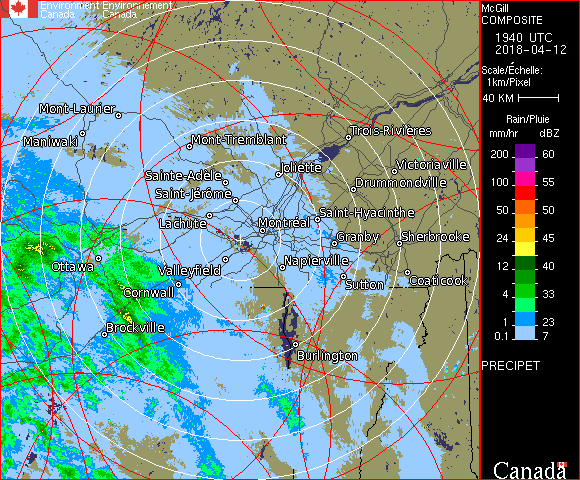 Environment Environnement
Canada Canada
Mont-Laurier
Maniwaki
Mont-Tremblant
Trois-Rivières
Joliette
Victoriaville
Sainte-Adèle
Drummondville
Saint-Jérôme
Lachute
Saint-Hyacinthe
Montréal
Granby
Sherbrooke
Ottawa
Valleyfield
Napierville
Coaticook
Cornwall
Sutton
Brockville
Burlington
McGill
COMPOSITE
1940 UTC
2018-04-12
Scale/Échelle:
1km/Pixel
40 KM
Rain/Pluie
mm/hr dBZ
200 60
100 55
50 50
24 45
12 40
4 33
1 23
0.1 7
PRECIPET
Canada